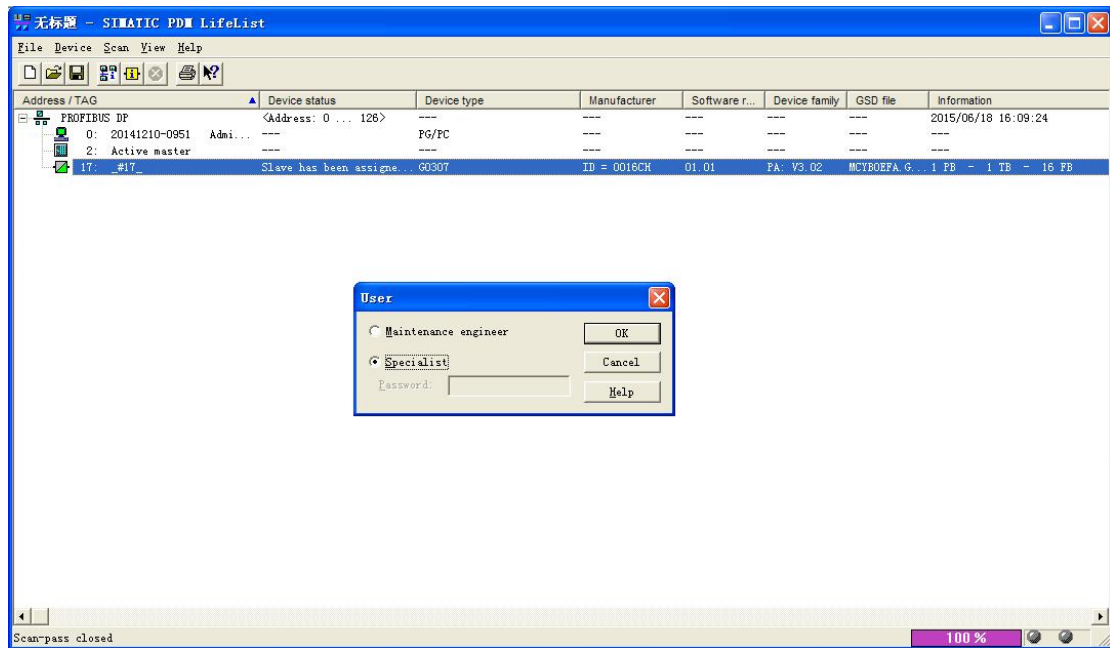 无标题 - SIMATIC PDM LifeList
File Device Scan View Help
Address / TAG Device status Device type Manufacturer Software r... Device family GSD file Information
PROFIBUS DP <Address: 0 ... 126> --- --- --- --- --- 2015/06/18 16:09:24
0: 20141210-0951 Admi... --- PG/PC --- --- --- --- ---
2: Active master --- --- --- --- --- --- ---
17: _#17_ Slave has been assigne... G0307 ID = 0016CH 01.01 PA: V3.02 MCYB0EFA.G... 1 PB - 1 TB - 16 FB
User
Maintenance engineer
OK
Specialist
Cancel
Password:
Help
Scan-pass closed
100 %